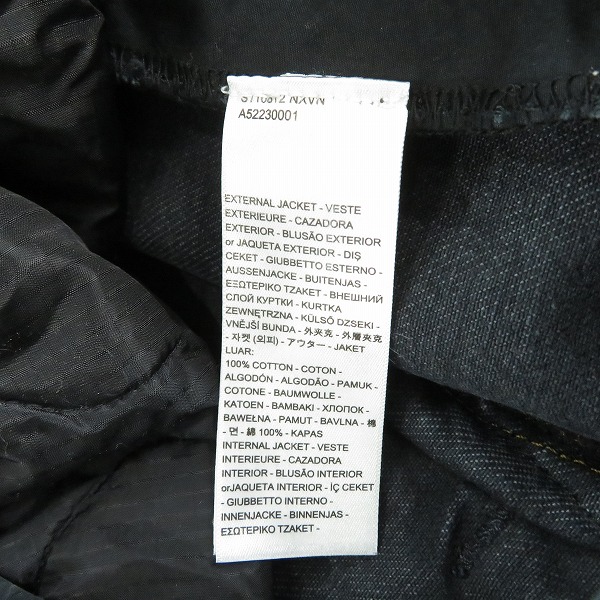 S710912 NXVN
A52230001
EXTERNAL JACKET - VESTE
EXTERIEURE - CAZADORA
EXTERIOR - BLUSÃO EXTERIOR
or JAQUETA EXTERIOR - DIŞ
CEKET - GIUBBETTO ESTERNO -
AUSSENJACKE - BUITENJAS -
ΕΞΩΤΕΡΙΚΟ ΤΖΑΚΕΤ - ВНЕШНИЙ
СЛОЙ КУРТКИ - KURTKA
ZEWNĘTRZNA - KÜLSŐ DZSEKI -
VNĚJŠÍ BUNDA - 外夹克 - 外層夾克
- 자켓 (외피) - アウター - JAKET
LUAR:
100% COTTON - COTON -
ALGODÓN - ALGODÃO - PAMUK -
COTONE - BAUMWOLLE -
KATOEN - ΒΑΜΒΑΚΙ - ХЛОПОК -
BAWEŁNA - PAMUT - BAVLNA - 棉
- 면 - 綿 100% - KAPAS
INTERNAL JACKET - VESTE
INTERIEURE - CAZADORA
INTERIOR - BLUSÃO INTERIOR
orJAQUETA INTERIOR - İÇ CEKET
- GIUBBETTO INTERNO -
INNENJACKE - BINNENJAS -
ΕΣΩΤΕΡΙΚΟ ΤΖΑΚΕΤ -